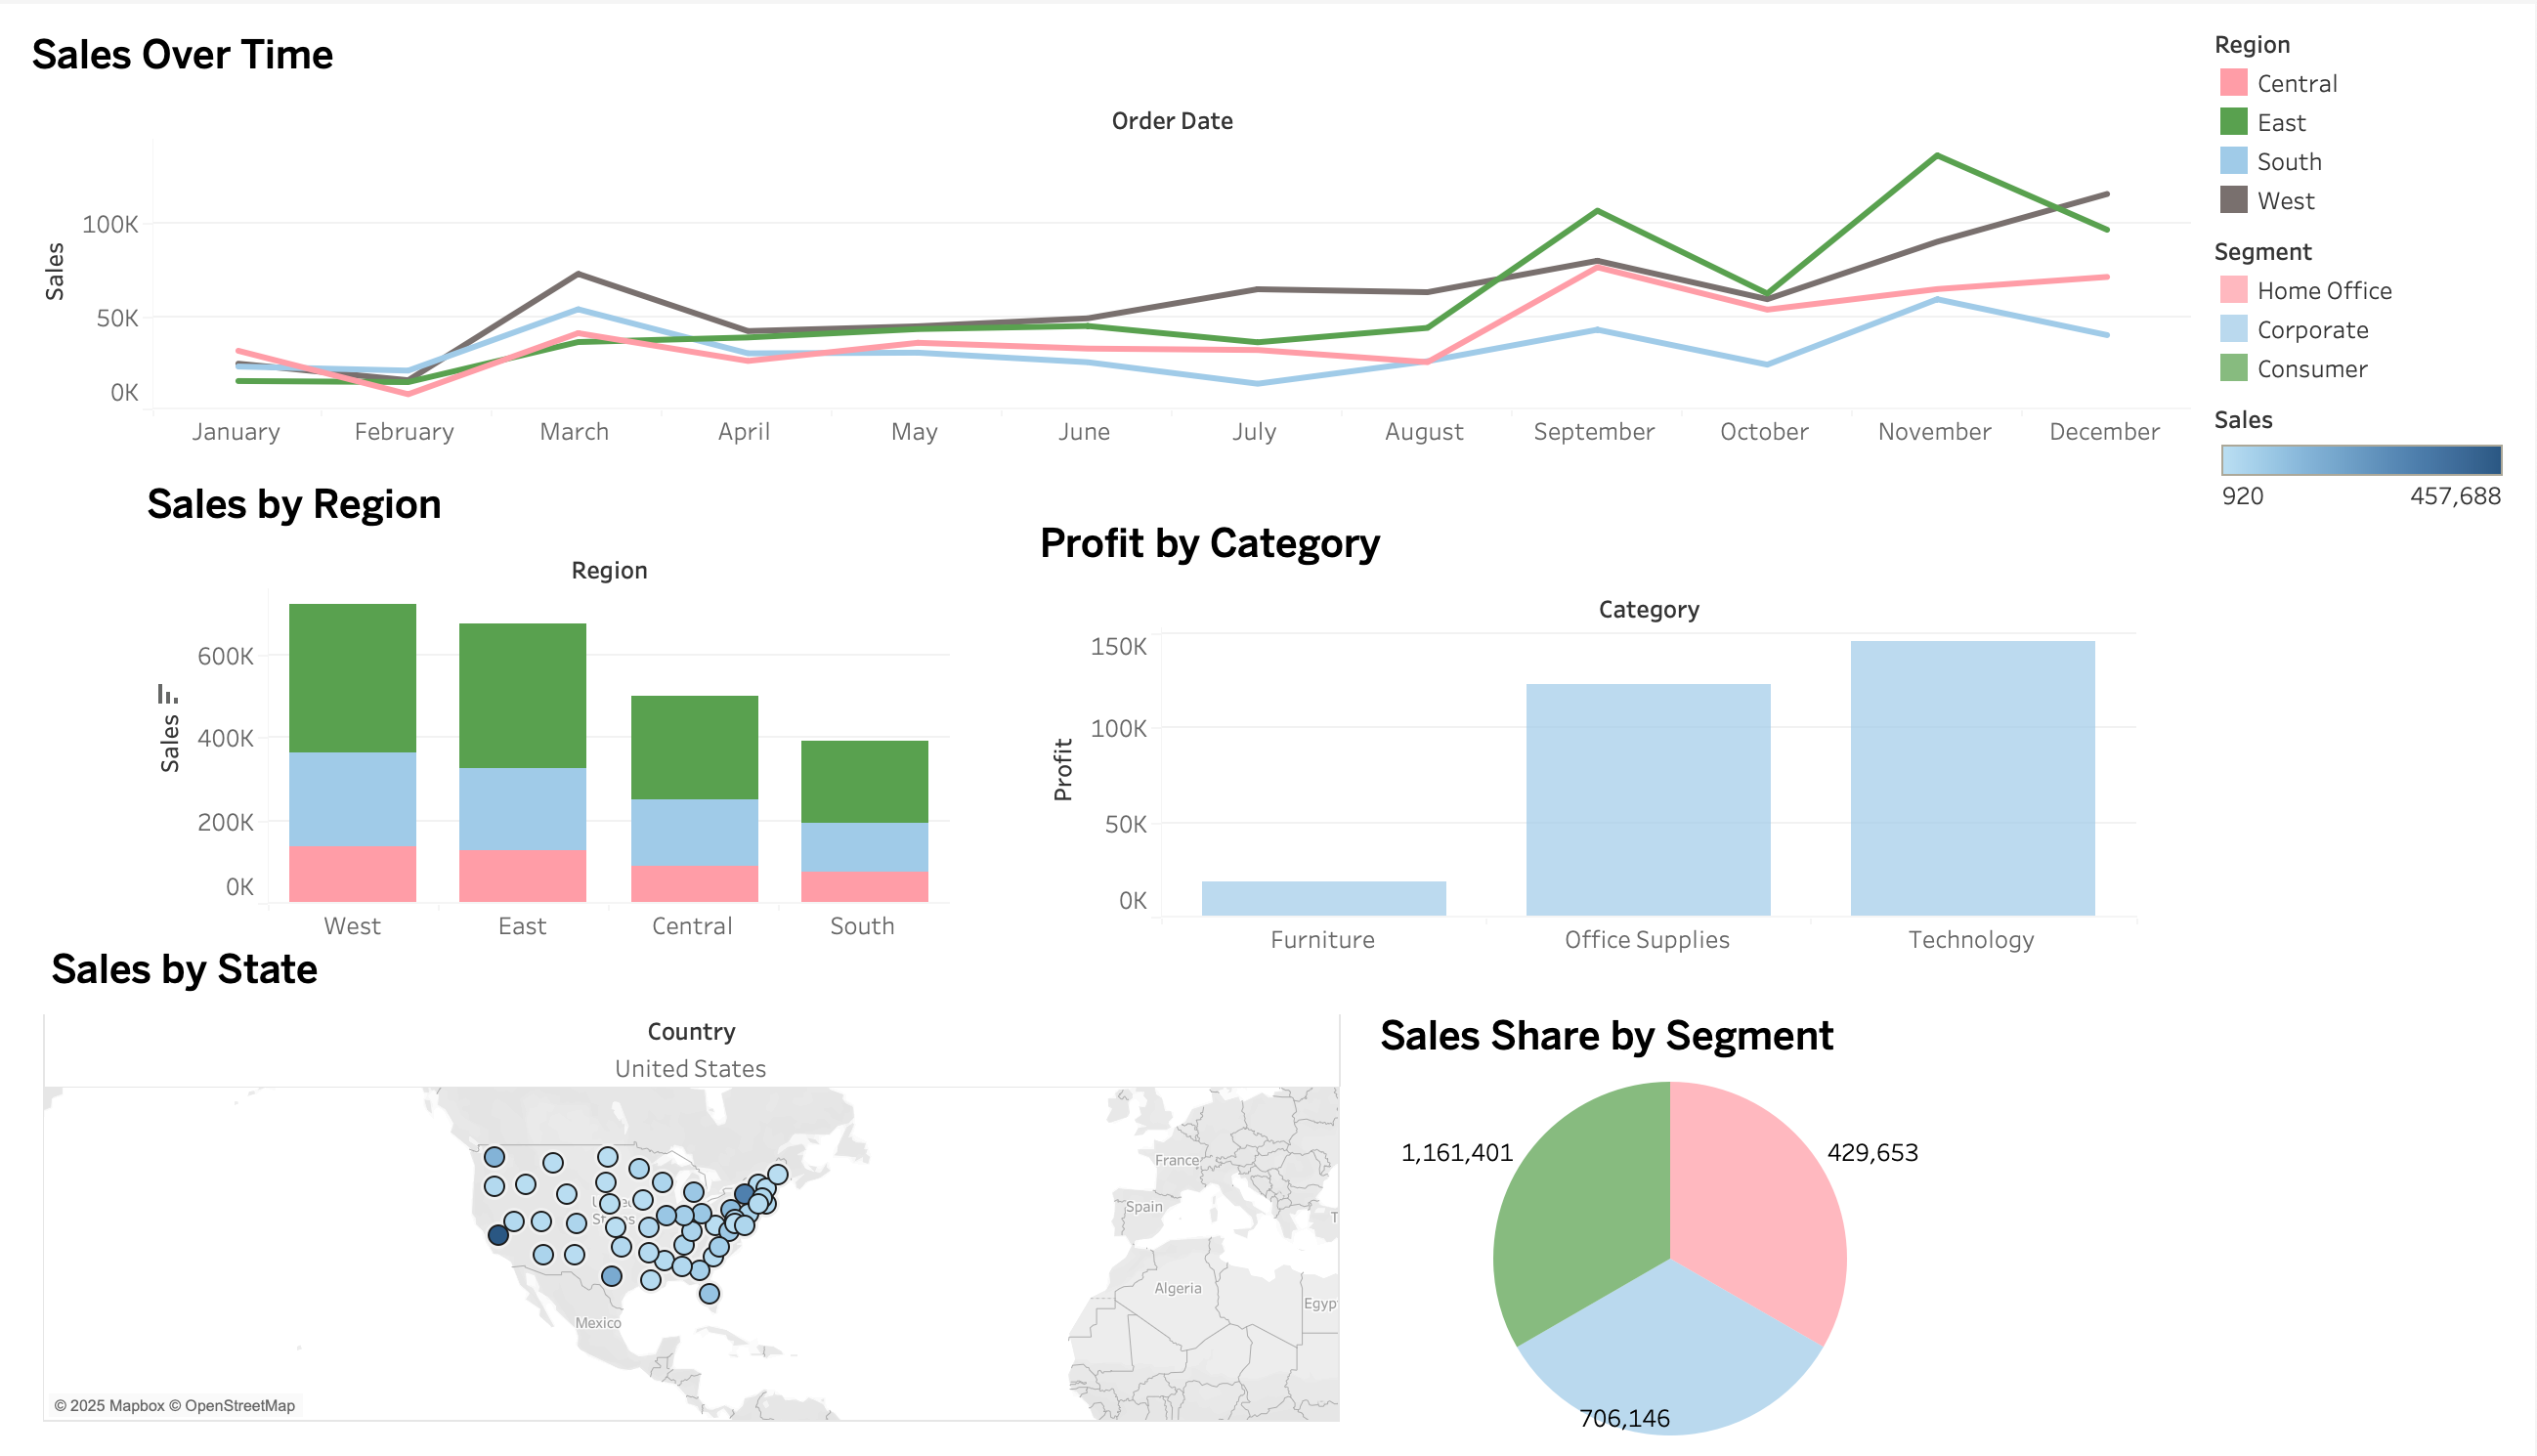 Sales Over Time
Order Date
Sales
100K
50K
0K
January February March April May June July August September October November December
Region
Central
East
South
West
Segment
Home Office
Corporate
Consumer
Sales
920 457,688
Sales by Region
Region
Sales
600K
400K
200K
0K
West East Central South
Profit by Category
Category
Profit
150K
100K
50K
0K
Furniture Office Supplies Technology
Sales by State
Country
United States
France
Spain
Algeria
Mexico
© 2025 Mapbox © OpenStreetMap
Sales Share by Segment
1,161,401
429,653
706,146